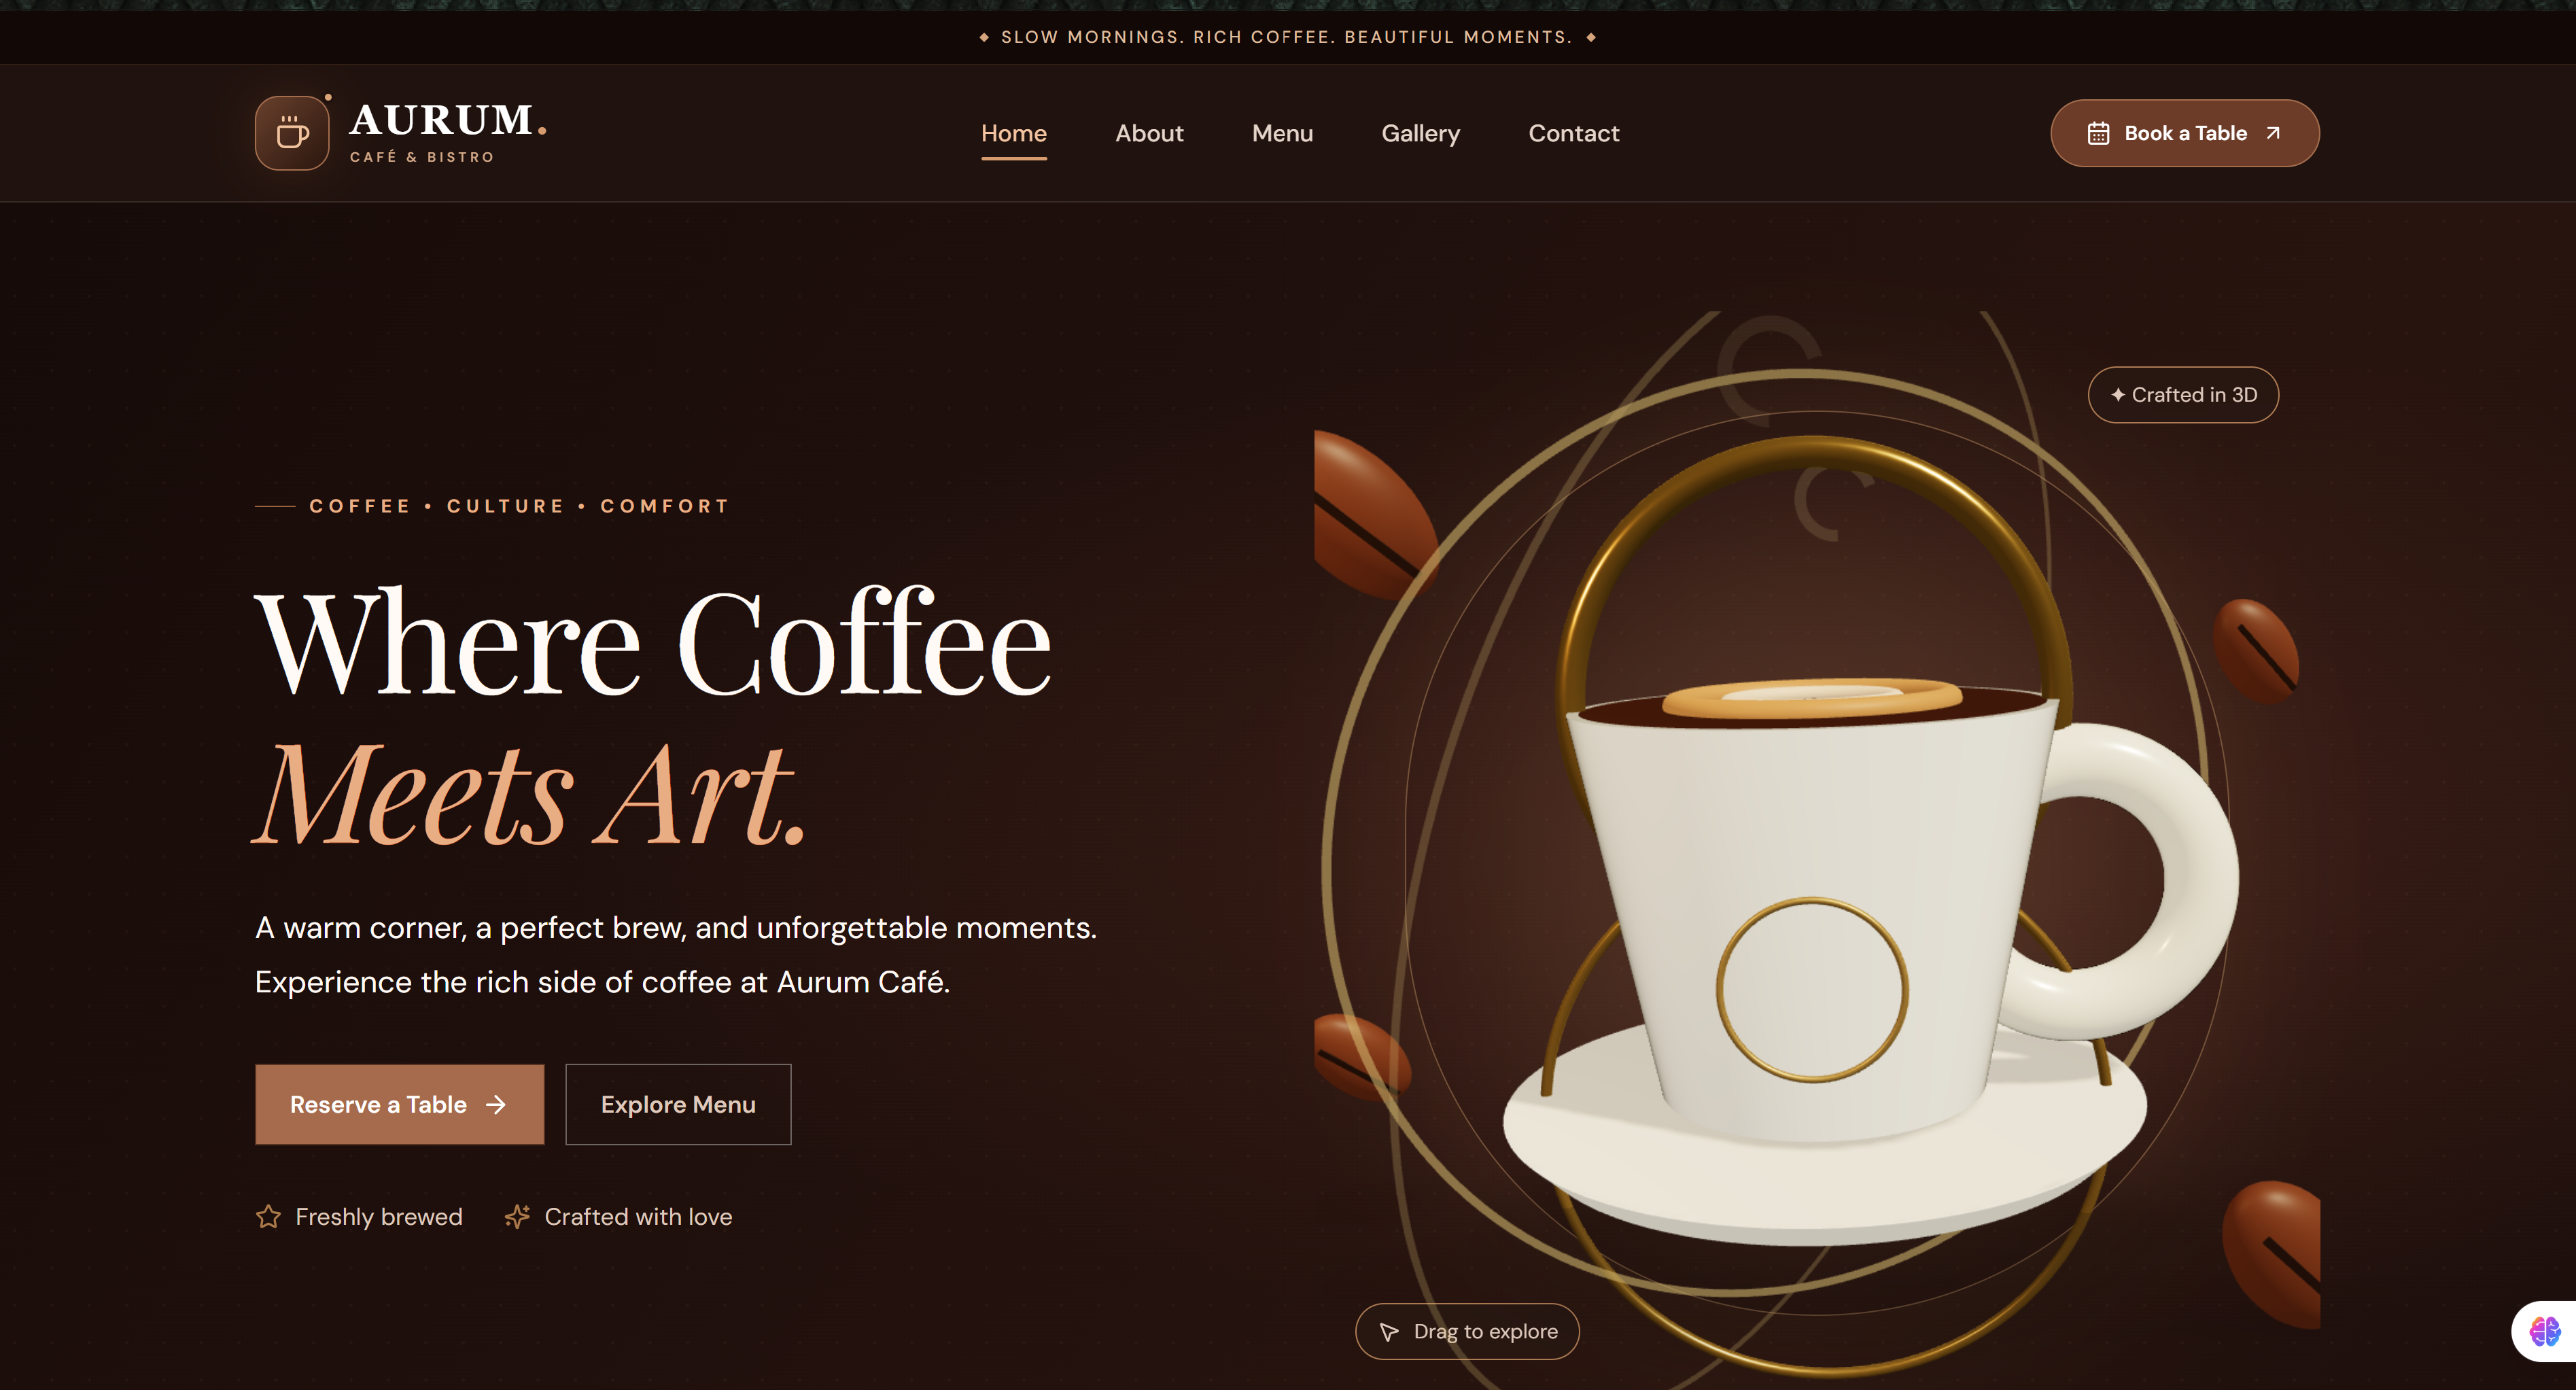 ◆ SLOW MORNINGS. RICH COFFEE. BEAUTIFUL MOMENTS. ◆
AURUM.
CAFÉ & BISTRO
Home
About
Menu
Gallery
Contact
Book a Table
✦ Crafted in 3D
COFFEE • CULTURE • COMFORT
Where Coffee
Meets Art.
A warm corner, a perfect brew, and unforgettable moments.
Experience the rich side of coffee at Aurum Café.
Reserve a Table →
Explore Menu
Freshly brewed
Crafted with love
Drag to explore